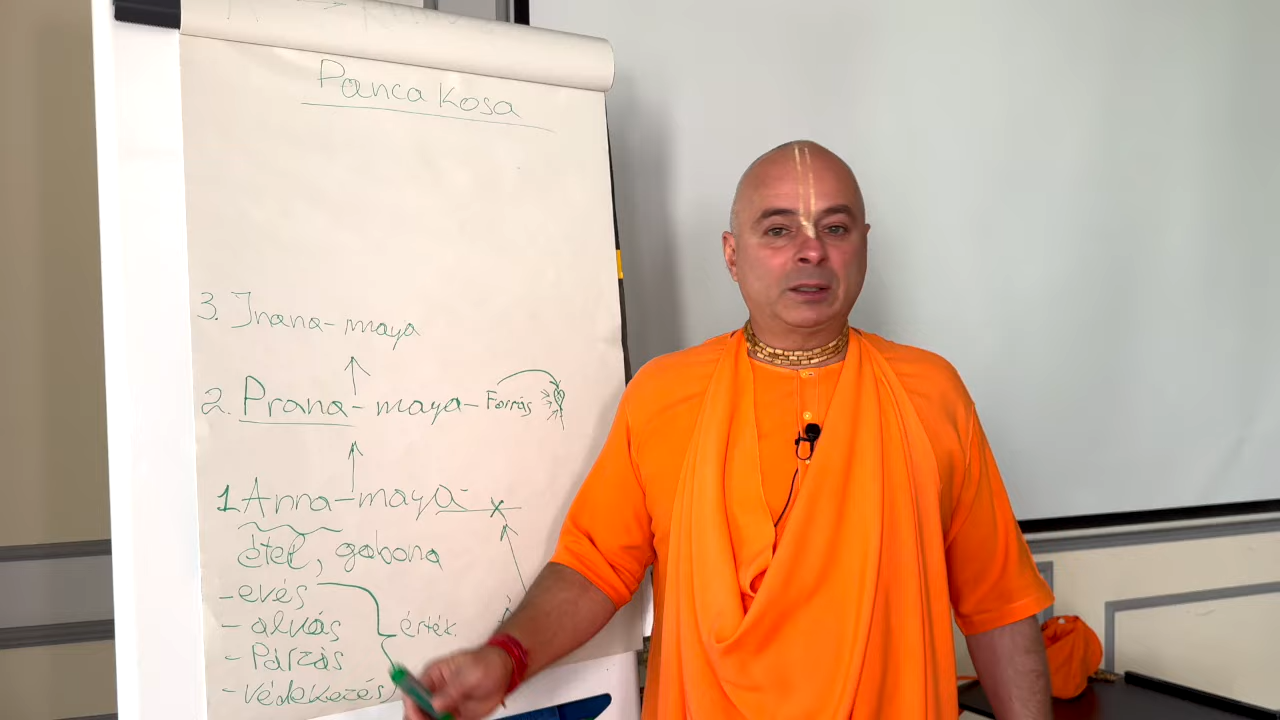 Panca Kosa
3. Jnana-maya
2. Prana-maya- Forrás
1. Anna-maya-
étel, gabona
-evés
-alvás
érték.
-Párzás
-védekezés